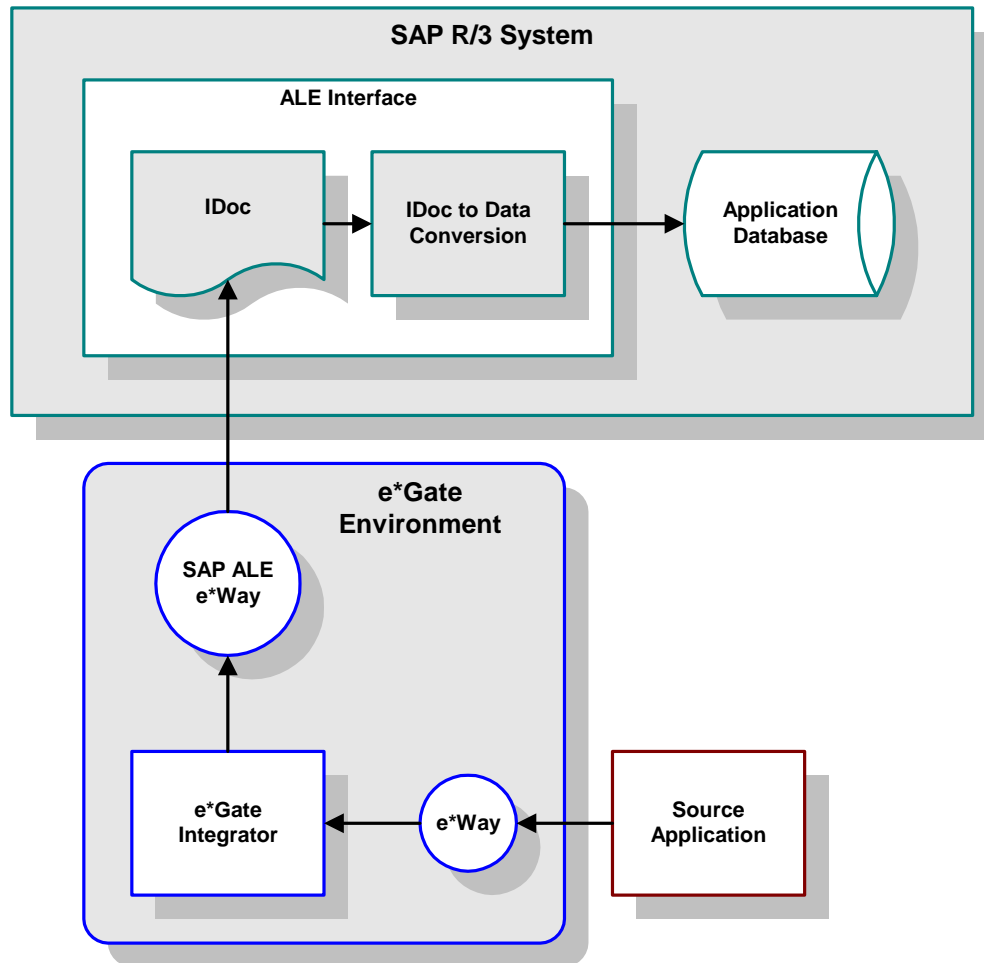 SAP R/3 System
ALE Interface
IDoc
IDoc to Data
Conversion
Application
Database
e*Gate
Environment
SAP ALE
e*Way
e*Gate
Integrator
e*Way
Source
Application